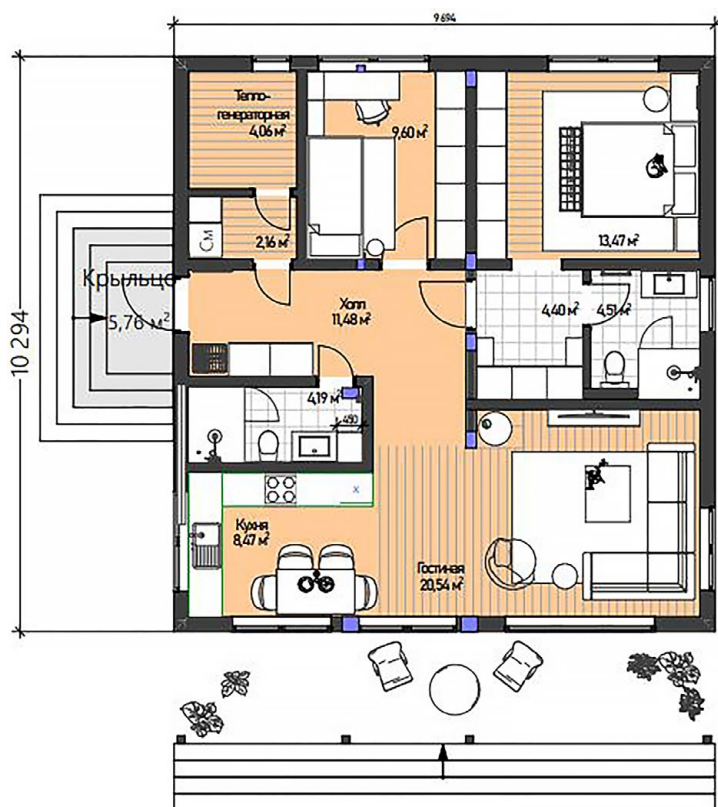 9 694
Тепло-
генераторная
4,06 м²
9,60 м²
13,47 м²
См
2,16 м²
Крыльцо
5,76 м²
Холл
11,48 м²
4,40 м²
4,51 м²
10 294
4,19 м²
450
x
Кухня
8,47 м²
Гостиная
20,54 м²